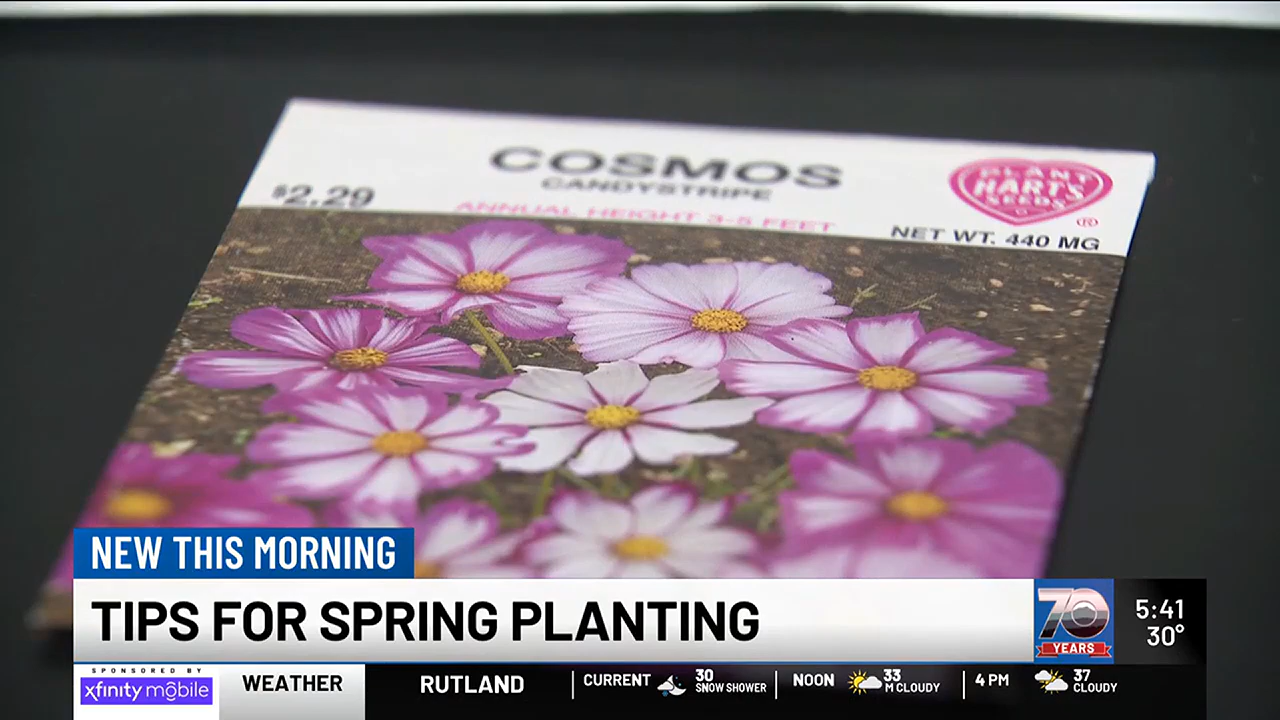 COSMOS
CANDYSTRIPE
$2.29
ANNUAL HEIGHT 3-5 FEET
PLANT
HART'S
SEEDS
®
NET WT. 440 MG
NEW THIS MORNING
TIPS FOR SPRING PLANTING
70
YEARS
5:41
30°
SPONSORED BY
xfinity mobile
WEATHER
RUTLAND
CURRENT
30
SNOW SHOWER
NOON
33
M CLOUDY
4 PM
37
CLOUDY